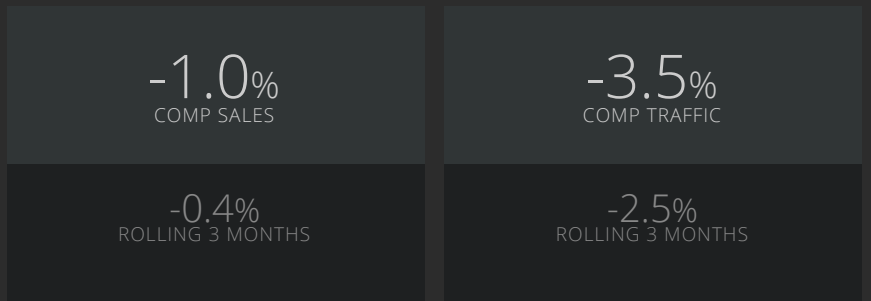 -1.0%
COMP SALES
-0.4%
ROLLING 3 MONTHS
-3.5%
COMP TRAFFIC
-2.5%
ROLLING 3 MONTHS